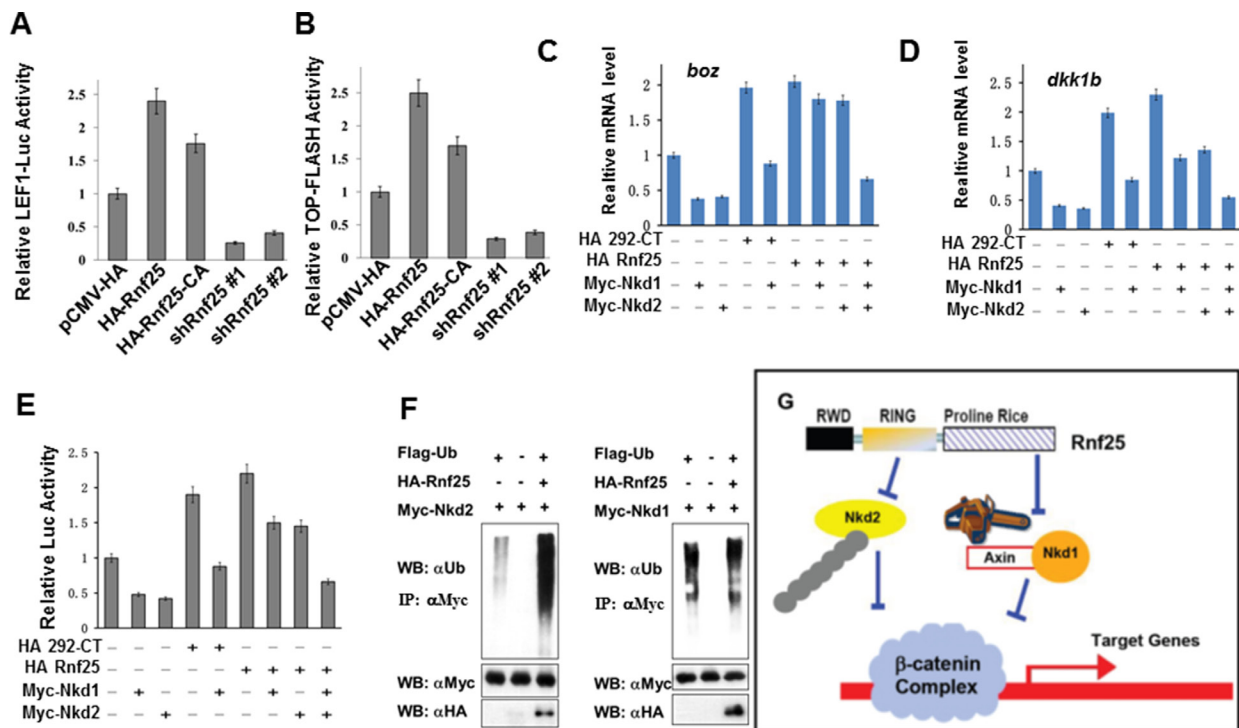 A
Relative LEF1-Luc Activity
2.5
2
1.5
1
0.5
0
pCMV-HA
HA-Rnf25
HA-Rnf25-CA
shRnf25 #1
shRnf25 #2
B
Relative TOP-FLASH Activity
2.5
2
1.5
1
0.5
0
pCMV-HA
HA-Rnf25
HA-Rnf25-CA
shRnf25 #1
shRnf25 #2
C
boz
Realtive mRNA level
2
1.5
1
0.5
0
HA 292-CT – – – + + – – – –
HA Rnf25 – – – – – + + + +
Myc-Nkd1 – + – – + – + – +
Myc-Nkd2 – – + – – – – + +
D
dkk1b
Realtive mRNA level
2.5
2
1.5
1
0.5
0
HA 292-CT – – – + + – – – –
HA Rnf25 – – – – – + + + +
Myc-Nkd1 – + – – + – + – +
Myc-Nkd2 – – + – – – – + +
E
Relative Luc Activity
2.5
2
1.5
1
0.5
0
HA 292-CT – – – + + – – – –
HA Rnf25 – – – – – + + + +
Myc-Nkd1 – + – – + – + – +
Myc-Nkd2 – – + – – – – + +
F
Flag-Ub + - +
HA-Rnf25 - - +
Myc-Nkd2 + + +
WB: αUb
IP: αMyc
WB: αMyc
WB: αHA
Flag-Ub + - +
HA-Rnf25 - - +
Myc-Nkd1 + + +
WB: αUb
IP: αMyc
WB: αMyc
WB: αHA
G
RWD RING Proline Rice
Rnf25
Nkd2
Axin Nkd1
β-catenin
Complex
Target Genes